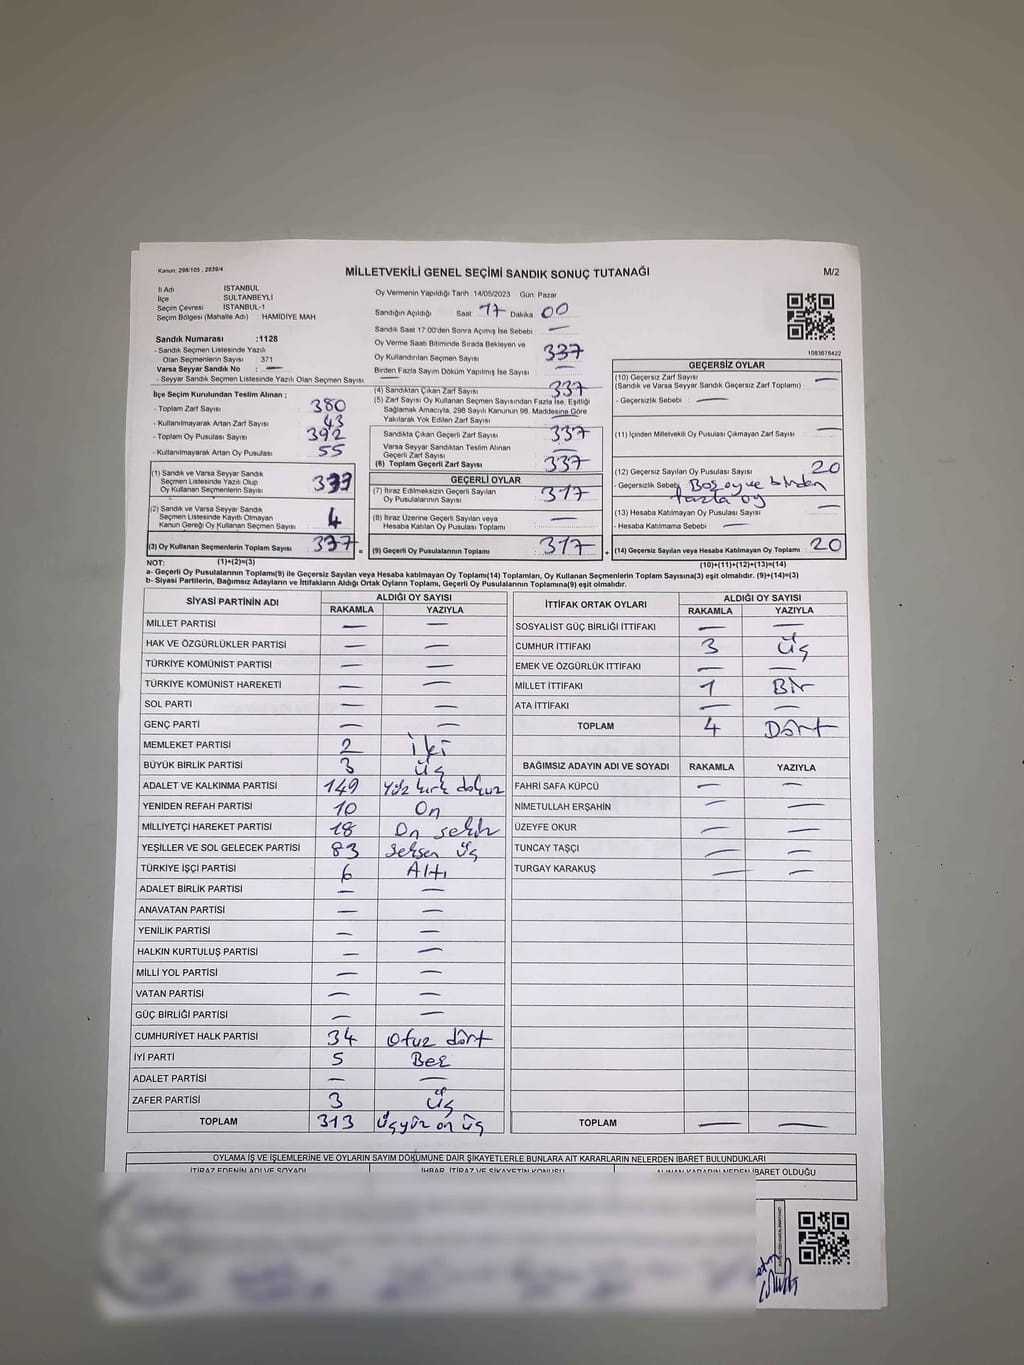 Kanun: 298/105 , 2839/4
MİLLETVEKİLİ GENEL SEÇİMİ SANDIK SONUÇ TUTANAĞI
M/2
İl Adı İSTANBUL
İlçe SULTANBEYLİ
Seçim Çevresi İSTANBUL-1
Seçim Bölgesi (Mahalle Adı) HAMİDİYE MAH.
Oy Vermenin Yapıldığı Tarih :14/05/2023 Gün: Pazar
Sandığın Açıldığı Saat 17 Dakika 00
Sandık Saat 17:00'den Sonra Açımış İse Sebebi : —
Oy Verme Saati Bitiminde Sırada Bekleyen ve
Oy Kullandırılan Seçmen Sayısı 337
Birden Fazla Sayım Döküm Yapılmış İse Sayısı : —
Sandık Numarası :1128
- Sandık Seçmen Listesinde Yazılı
Olan Seçmenlerin Sayısı : 371
Varsa Seyyar Sandık No : —
- Seyyar Sandık Seçmen Listesinde Yazılı Olan Seçmen Sayısı —
İlçe Seçim Kurulundan Teslim Alınan ;
- Toplam Zarf Sayısı 380
- Kullanılmayarak Artan Zarf Sayısı 43
- Toplam Oy Pusulası Sayısı 392
- Kullanılmayarak Artan Oy Pusulası 55
(1) Sandık ve Varsa Seyyar Sandık
Seçmen Listesinde Yazılı Olup
Oy Kullanan Seçmenlerin Sayısı
(2) Sandık ve Varsa Seyyar Sandık
Seçmen Listesinde Kayıtlı Olmayan
Kanun Gereği Oy Kullanan Seçmen Sayısı 4
(3) Oy Kullanan Seçmenlerin Toplam Sayısı 337
(4) Sandıktan Çıkan Zarf Sayısı 337
(5) Zarf Sayısı Oy Kullanan Seçmen Sayısından Fazla İse, Eşitliği
Sağlamak Amacıyla, 298 Sayılı Kanunun 98. Maddesine Göre
Yakılarak Yok Edilen Zarf Sayısı —
Sandıkta Çıkan Geçerli Zarf Sayısı 337
Varsa Seyyar Sandıktan Teslim Alınan
Geçerli Zarf Sayısı —
(6) Toplam Geçerli Zarf Sayısı 337
GEÇERLİ OYLAR
(7) İtiraz Edilmeksizin Geçerli Sayılan
Oy Pusulalarının Sayısı 317
(8) İtiraz Üzerine Geçerli Sayılan veya
Hesaba Katılan Oy Pusulası Toplamı —
(9) Geçerli Oy Pusulalarının Toplamı 317
1083678422
GEÇERSİZ OYLAR
(10) Geçersiz Zarf Sayısı —
(Sandık ve Varsa Seyyar Sandık Geçersiz Zarf Toplamı)
- Geçersizlik Sebebi : —
(11) İçinden Milletvekili Oy Pusulası Çıkmayan Zarf Sayısı —
(12) Geçersiz Sayılan Oy Pusulası Sayısı 20
- Geçersizlik Sebebi Boş oy ve birden
fazla oy
(13) Hesaba Katılmayan Oy Pusulası Sayısı —
- Hesaba Katılmama Sebebi : —
(14) Geçersiz Sayılan veya Hesaba Katılmayan Oy Toplamı 20
NOT: (1)+(2)=(3) (10)+(11)+(12)+(13)=(14)
a- Geçerli Oy Pusulalarının Toplamı(9) ile Geçersiz Sayılan veya Hesaba katılmayan Oy Toplamı(14) Toplamları, Oy Kullanan Seçmenlerin Toplam Sayısına(3) eşit olmalıdır. (9)+(14)=(3)
b- Siyasi Partilerin, Bağımsız Adayların ve İttifakların Aldığı Ortak Oyların Toplamı, Geçerli Oy Pusulalarının Toplamına(9) eşit olmalıdır.
SİYASİ PARTİNİN ADI ALDIĞI OY SAYISI
RAKAMLA YAZIYLA
MİLLET PARTİSİ — —
HAK VE ÖZGÜRLÜKLER PARTİSİ — —
TÜRKİYE KOMÜNİST PARTİSİ — —
TÜRKİYE KOMÜNİST HAREKETİ — —
SOL PARTİ — —
GENÇ PARTİ — —
MEMLEKET PARTİSİ 2 İki
BÜYÜK BİRLİK PARTİSİ 3 Üç
ADALET VE KALKINMA PARTİSİ 149 Yüz kırk dokuz
YENİDEN REFAH PARTİSİ 10 On
MİLLİYETÇİ HAREKET PARTİSİ 18 On sekiz
YEŞİLLER VE SOL GELECEK PARTİSİ 83 Seksen üç
TÜRKİYE İŞÇİ PARTİSİ 6 Altı
ADALET BİRLİK PARTİSİ — —
ANAVATAN PARTİSİ — —
YENİLİK PARTİSİ — —
HALKIN KURTULUŞ PARTİSİ — —
MİLLİ YOL PARTİSİ — —
VATAN PARTİSİ — —
GÜÇ BİRLİĞİ PARTİSİ — —
CUMHURİYET HALK PARTİSİ 34 Otuz dört
İYİ PARTİ 5 Beş
ADALET PARTİSİ — —
ZAFER PARTİSİ 3 Üç
TOPLAM 313 Üçyüz on üç
İTTİFAK ORTAK OYLARI ALDIĞI OY SAYISI
RAKAMLA YAZIYLA
SOSYALİST GÜÇ BİRLİĞİ İTTİFAKI — —
CUMHUR İTTİFAKI 3 Üç
EMEK VE ÖZGÜRLÜK İTTİFAKI — —
MİLLET İTTİFAKI 1 Bir
ATA İTTİFAKI — —
TOPLAM 4 Dört
BAĞIMSIZ ADAYIN ADI VE SOYADI RAKAMLA YAZIYLA
FAHRİ SAFA KÜPCÜ — —
NİMETULLAH ERŞAHİN — —
ÜZEYFE OKUR — —
TUNCAY TAŞÇI — —
TURGAY KARAKUŞ — —
TOPLAM — —
OYLAMA İŞ VE İŞLEMLERİNE VE OYLARIN SAYIM DÖKÜMÜNE DAİR ŞİKAYETLERLE BUNLARA AİT KARARLARIN NELERDEN İBARET BULUNDUKLARI
İTİRAZ EDENİN ADI VE SOYADI İHBAR, İTİRAZ VE ŞİKAYETİN KONUSU ALINAN KARARIN NEDEN İBARET OLDUĞU